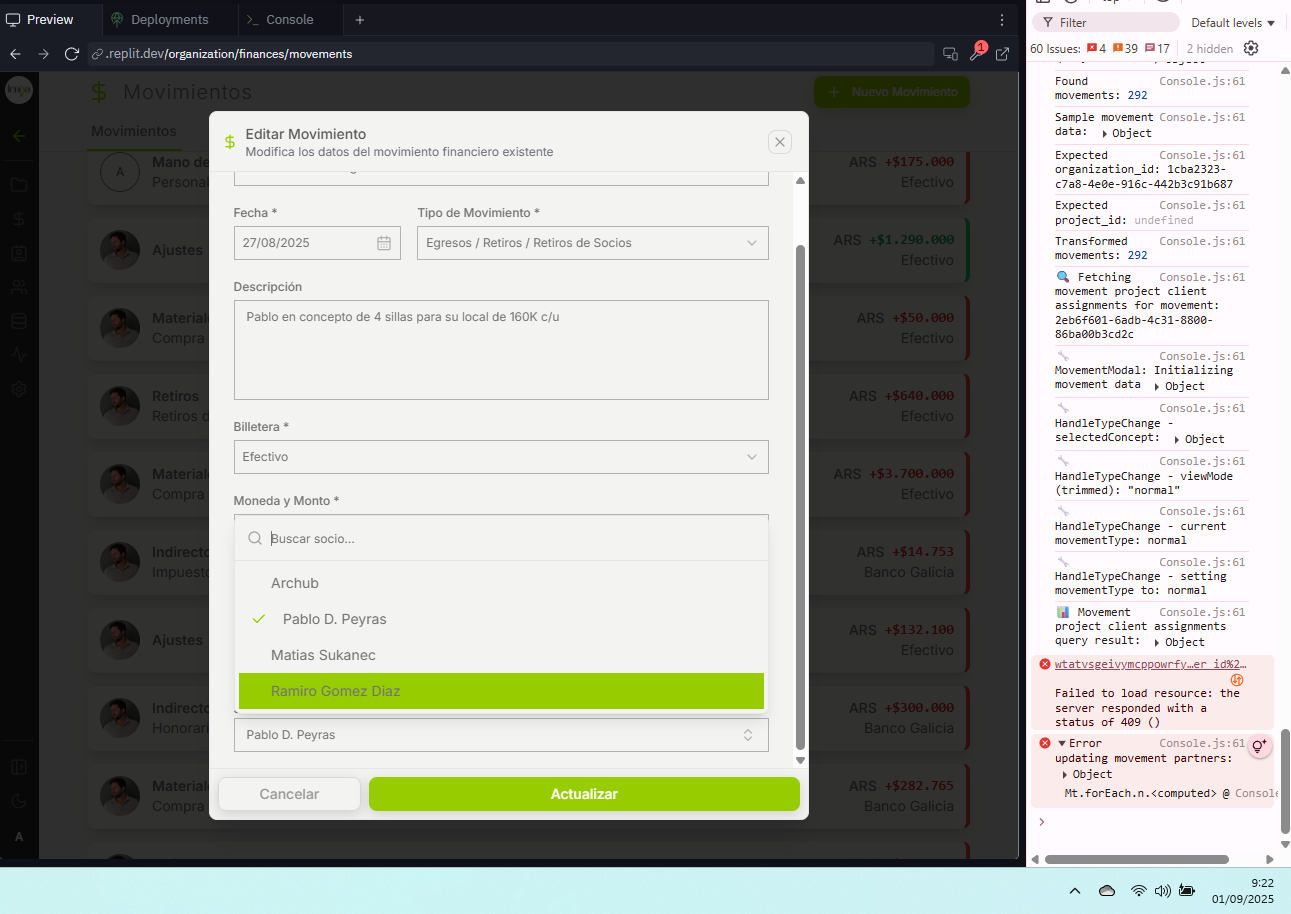 Preview
Deployments
Console
.replit.dev/organization/finances/movements
1
Movimientos
Nuevo Movimiento
Movimientos
A
Mano de
Personal
ARS +$175.000
Efectivo
Ajustes
ARS +$1.290.000
Efectivo
Material
Compra
ARS +$50.000
Efectivo
Retiros
Retiros d
ARS +$640.000
Efectivo
Material
Compra
ARS +$3.700.000
Efectivo
Indirecto
Impuest
ARS +$14.753
Banco Galicia
Ajustes
ARS +$132.100
Efectivo
Indirecto
Honorari
ARS +$300.000
Banco Galicia
Material
Compra
ARS +$282.765
Banco Galicia
A
Editar Movimiento
Modifica los datos del movimiento financiero existente
Fecha *
Tipo de Movimiento *
27/08/2025
Egresos / Retiros / Retiros de Socios
Descripción
Pablo en concepto de 4 sillas para su local de 160K c/u
Billetera *
Efectivo
Moneda y Monto *
Buscar socio...
Archub
Pablo D. Peyras
Matias Sukanec
Ramiro Gomez Diaz
Pablo D. Peyras
Cancelar
Actualizar
Filter
Default levels
60 Issues: 4 39 17
2 hidden
Found Console.js:61
movements: 292
Sample movement Console.js:61
data: Object
Expected Console.js:61
organization_id: 1cba2323-
c7a8-4e0e-916c-442b3c91b687
Expected Console.js:61
project_id: undefined
Transformed Console.js:61
movements: 292
Fetching Console.js:61
movement project client
assignments for movement:
2eb6f601-6adb-4c31-8800-
86ba00b3cd2c
Console.js:61
MovementModal: Initializing
movement data Object
Console.js:61
HandleTypeChange -
selectedConcept: Object
Console.js:61
HandleTypeChange - viewMode
(trimmed): "normal"
Console.js:61
HandleTypeChange - current
movementType: normal
Console.js:61
HandleTypeChange - setting
movementType to: normal
Movement Console.js:61
project client assignments
query result: Object
wtatvsgeivymcppowrfy…er_id%2…
Failed to load resource: the
server responded with a
status of 409 ()
Error Console.js:61
updating movement partners:
Object
Mt.forEach.n.<computed> @ Console
9:22
01/09/2025